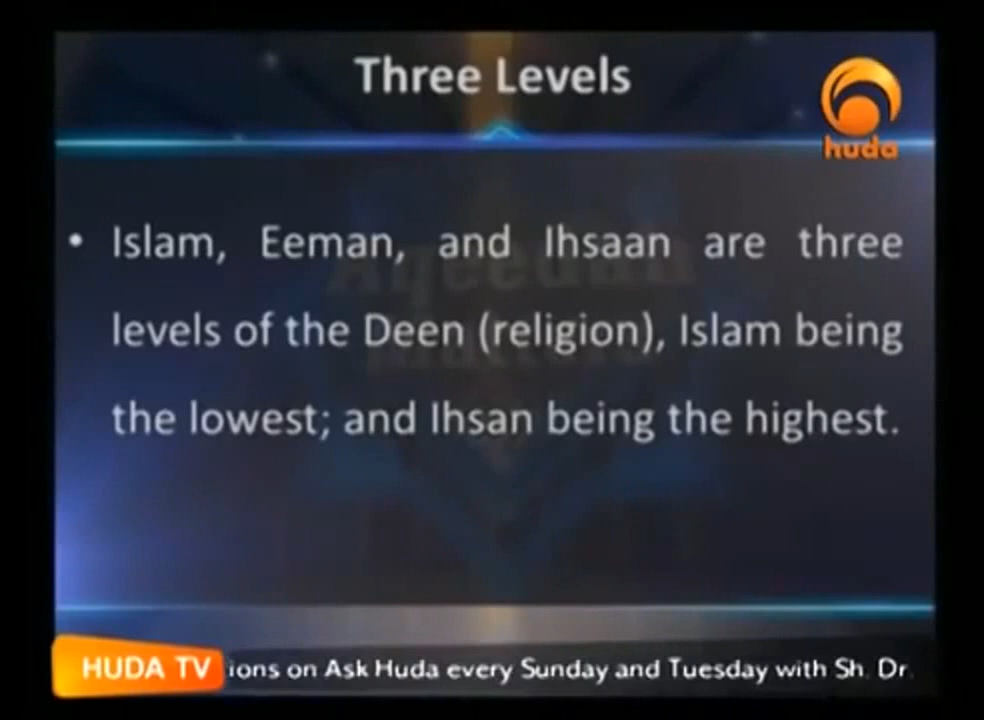 Three Levels
huda
• Islam, Eeman, and Ihsaan are three
levels of the Deen (religion), Islam being
the lowest; and Ihsan being the highest.
Aqeedah
HUDA TV ions on Ask Huda every Sunday and Tuesday with Sh. Dr.